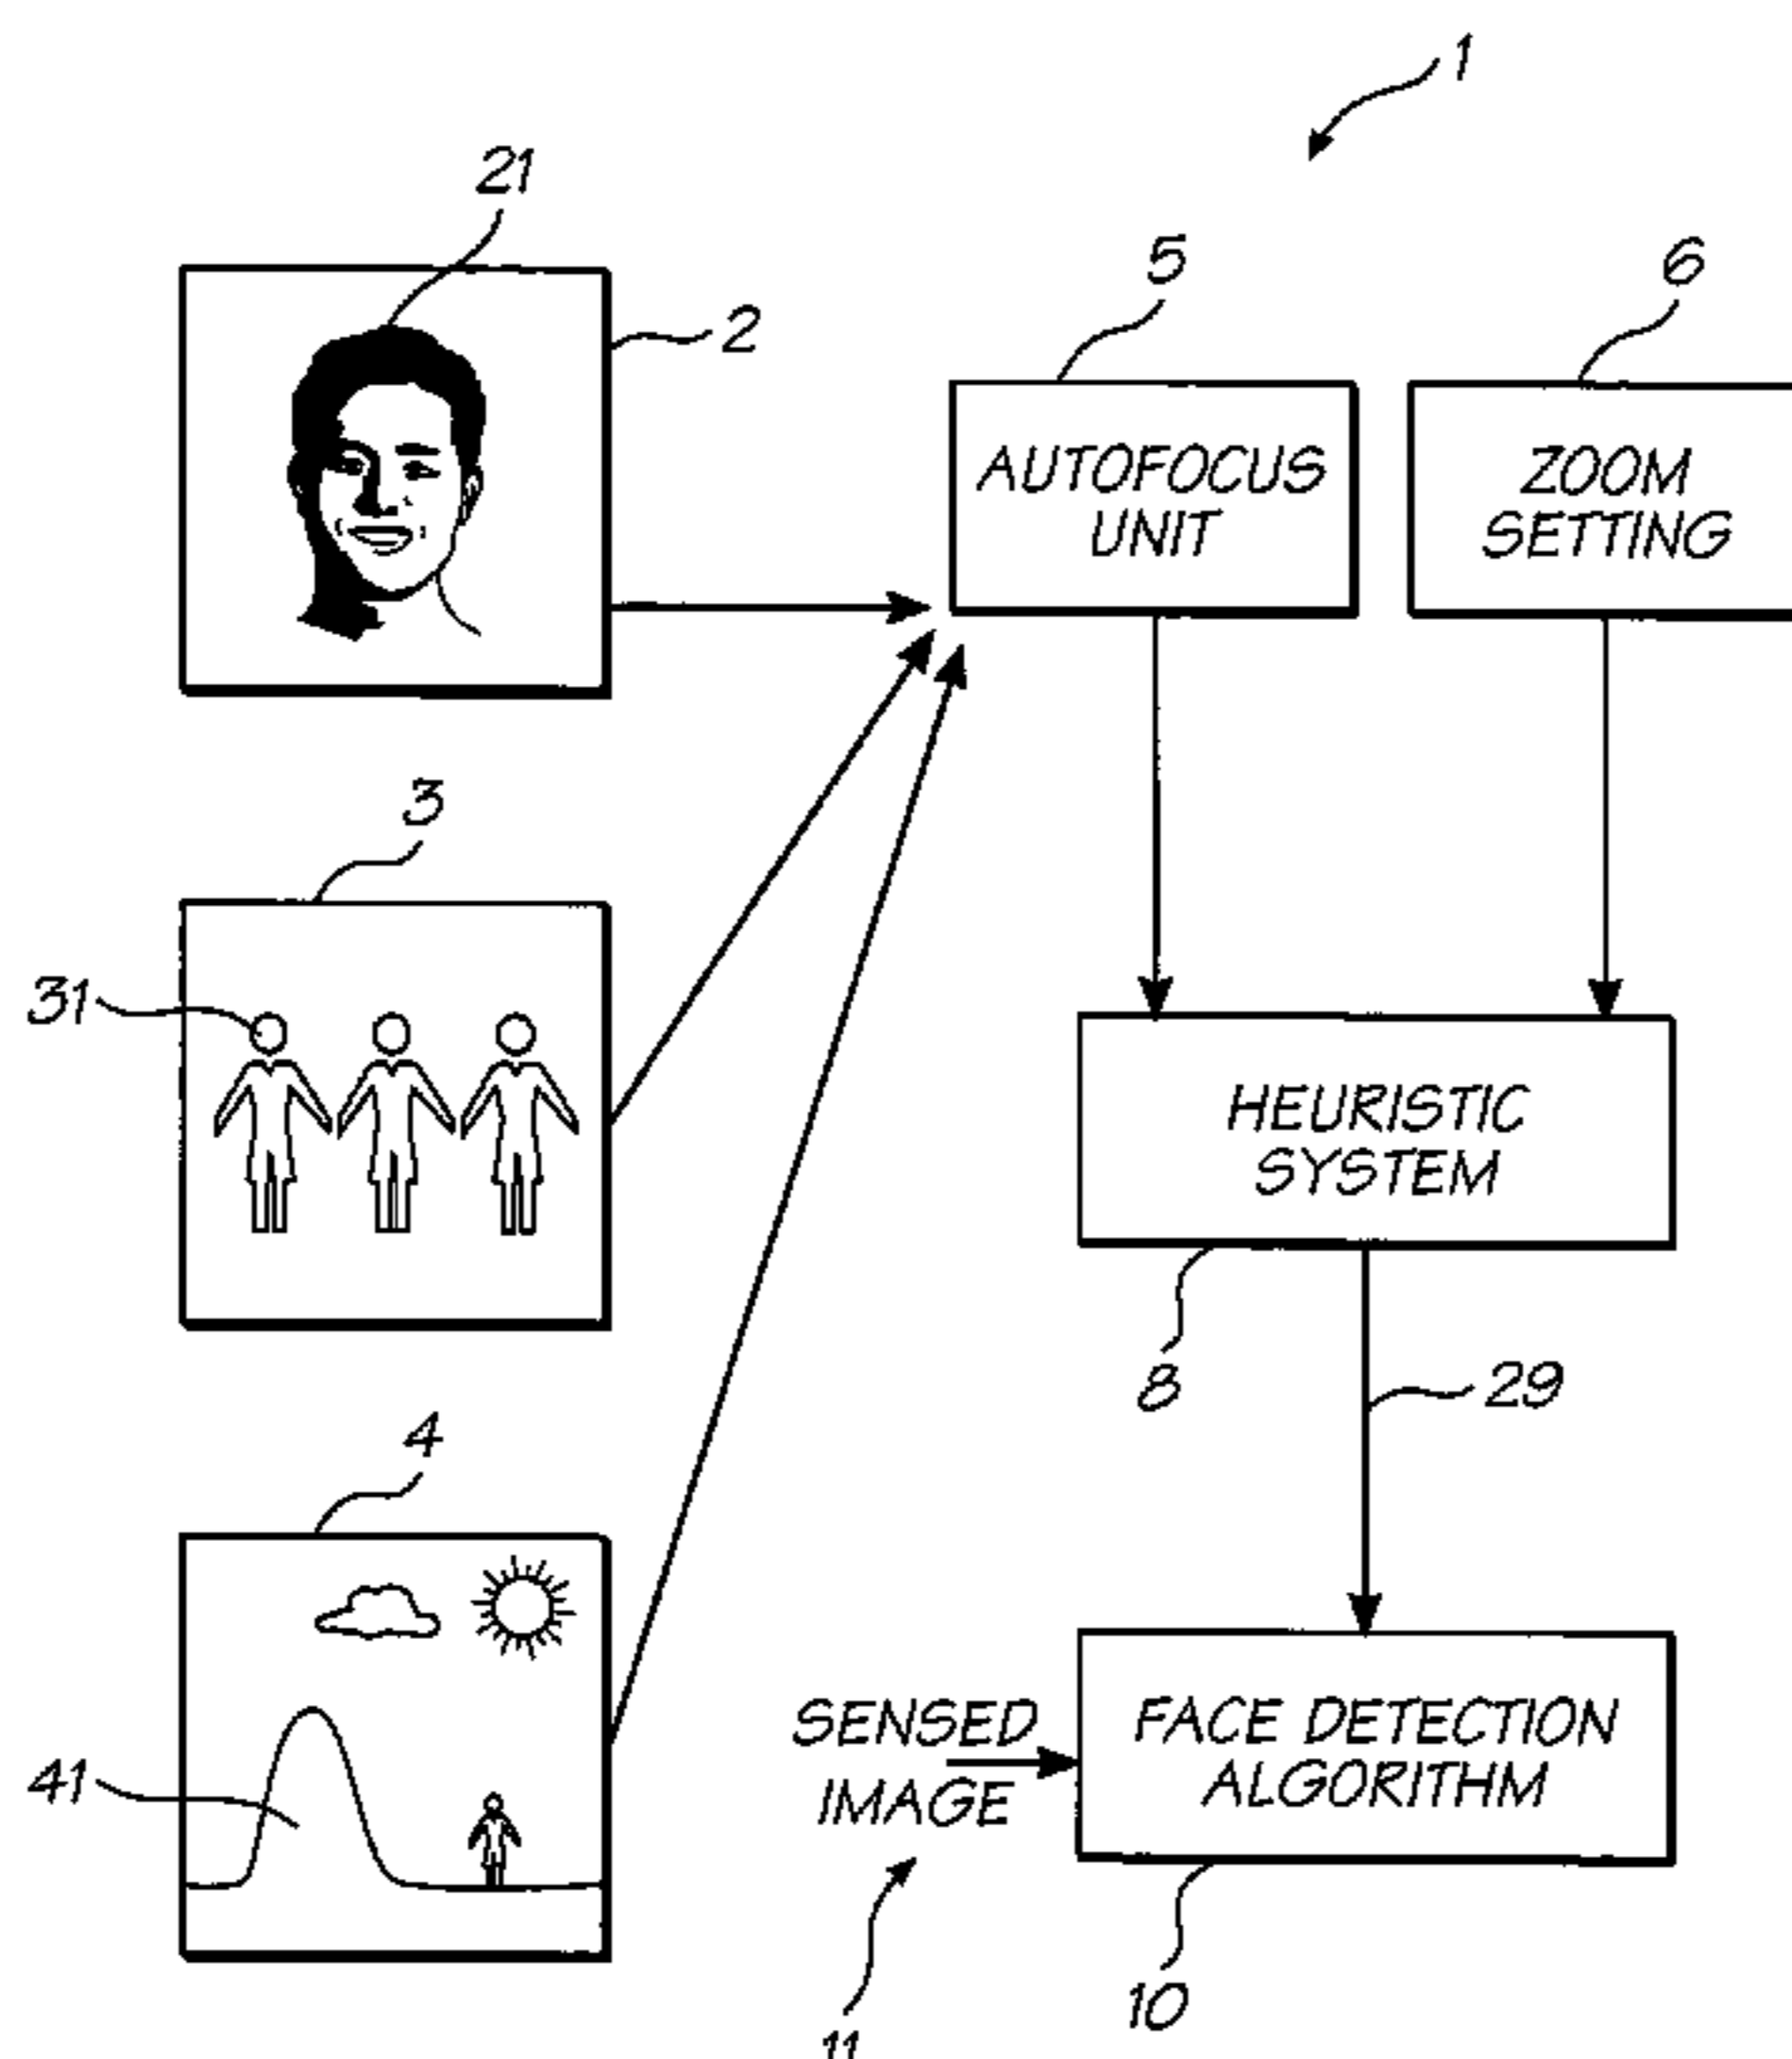 1
21
2
5
6
AUTOFOCUS
UNIT
ZOOM
SETTING
3
31
HEURISTIC
SYSTEM
8
29
4
41
SENSED
IMAGE
FACE DETECTION
ALGORITHM
10
11